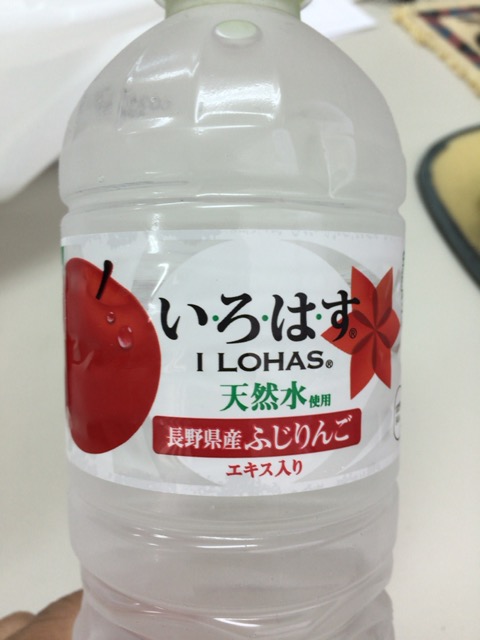 い・ろ・は・す®
I LOHAS®
天然水使用
長野県産ふじりんご
エキス入り